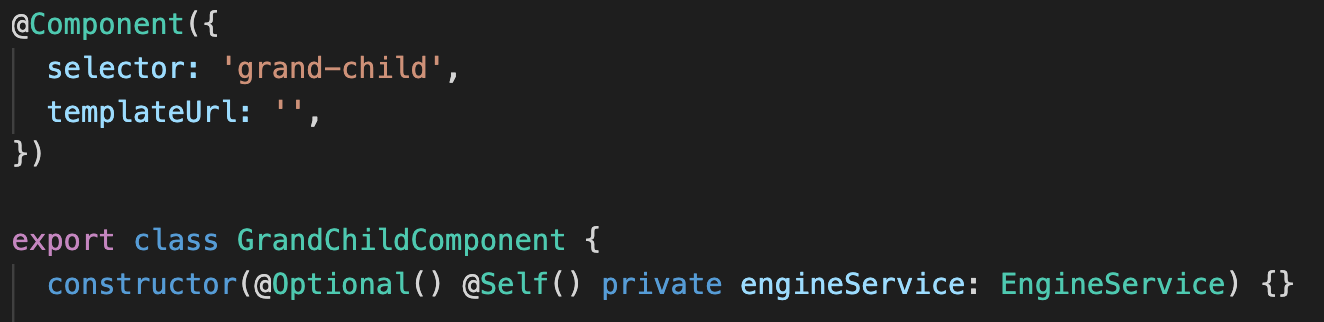 @Component({
  selector: 'grand-child',
  templateUrl: '',
})
export class GrandChildComponent {
  constructor(@Optional() @Self() private engineService: EngineService) {}